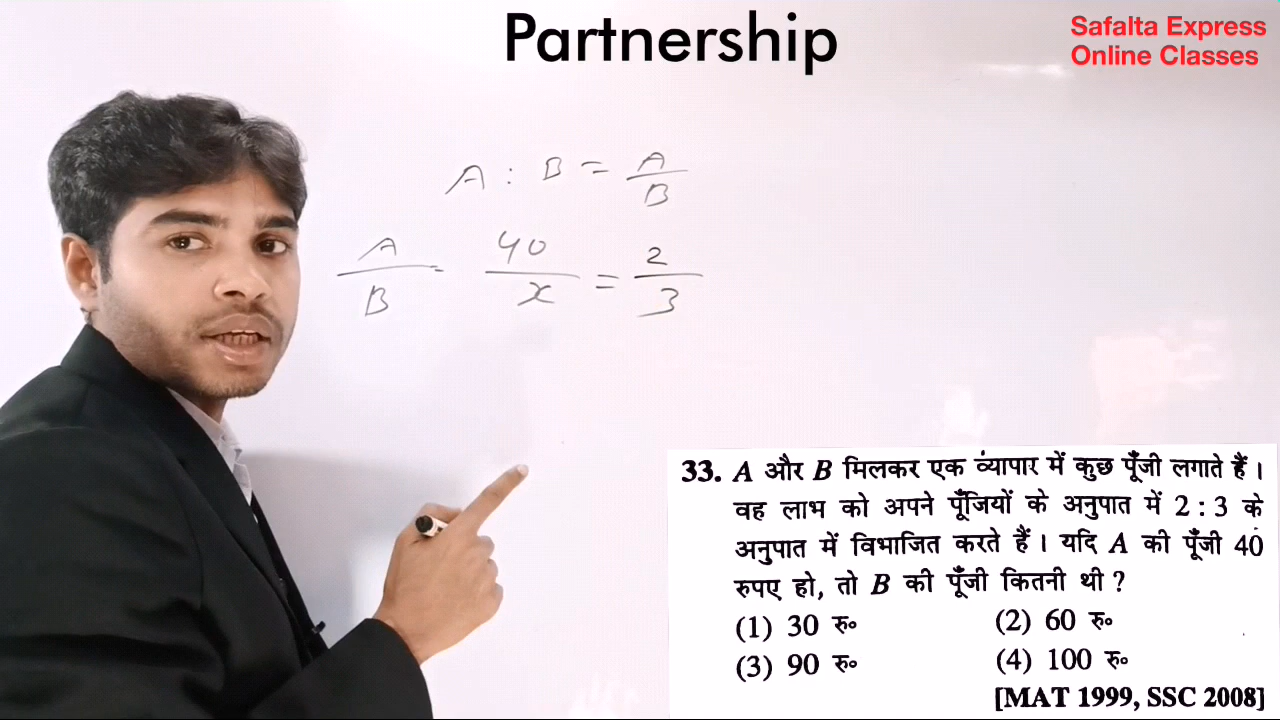 Partnership
Safalta Express
Online Classes
A : B = A/B
A/B = 40/x = 2/3
33. A और B मिलकर एक व्यापार में कुछ पूँजी लगाते हैं।
वह लाभ को अपने पूँजियों के अनुपात में 2 : 3 के
अनुपात में विभाजित करते हैं। यदि A की पूँजी 40
रुपए हो, तो B की पूँजी कितनी थी ?
(1) 30 रु॰ (2) 60 रु॰
(3) 90 रु॰ (4) 100 रु॰
[MAT 1999, SSC 2008]